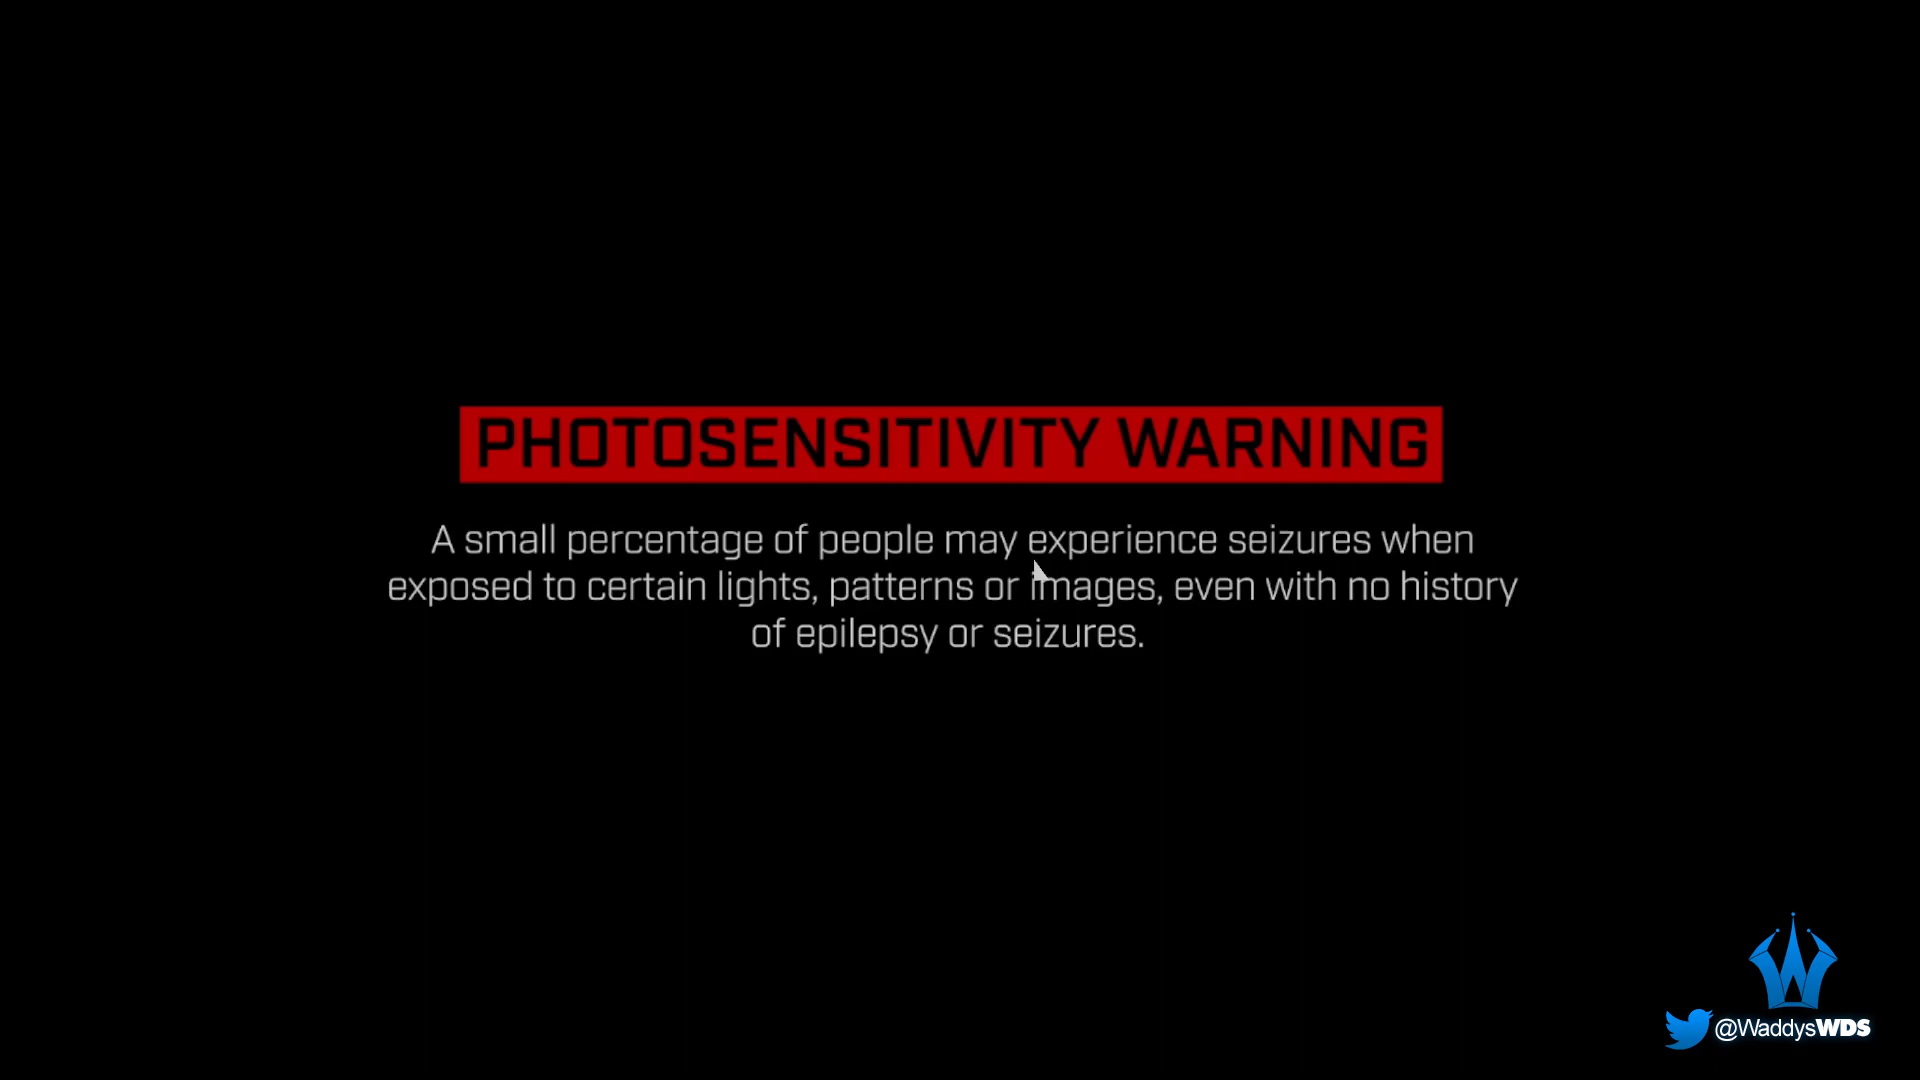 PHOTOSENSITIVITY WARNING
A small percentage of people may experience seizures when
exposed to certain lights, patterns or images, even with no history
of epilepsy or seizures.
@WaddysWDS